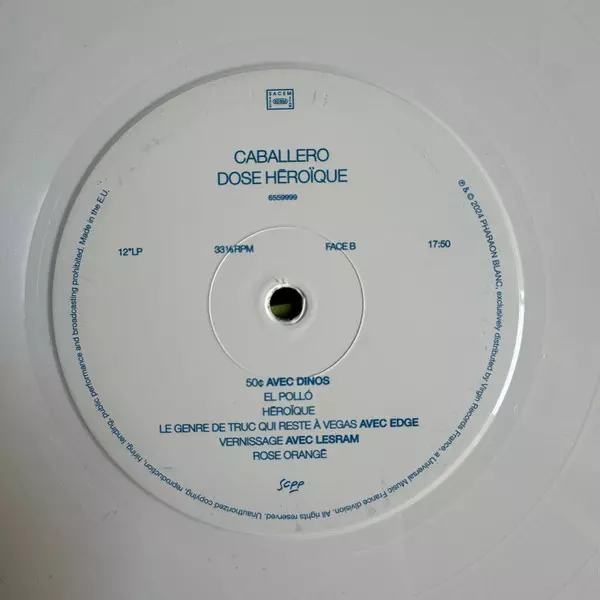 SACEM
CABALLERO
DOSE HĒROÏQUE
6559999
12"LP 33⅓RPM FACE B 17:50
50¢ AVEC DINOS
EL POLLÓ
HĒROÏQUE
LE GENRE DE TRUC QUI RESTE À VEGAS AVEC EDGE
VERNISSAGE AVEC LESRAM
ROSE ORANGĒ
scpp
℗ & © 2024 PHARAON BLANC, exclusively distributed by Virgin Records France, a Universal Music France division. All rights reserved. Unauthorized copying, reproduction, hiring, lending, public performance and broadcasting prohibited. Made in the E.U.